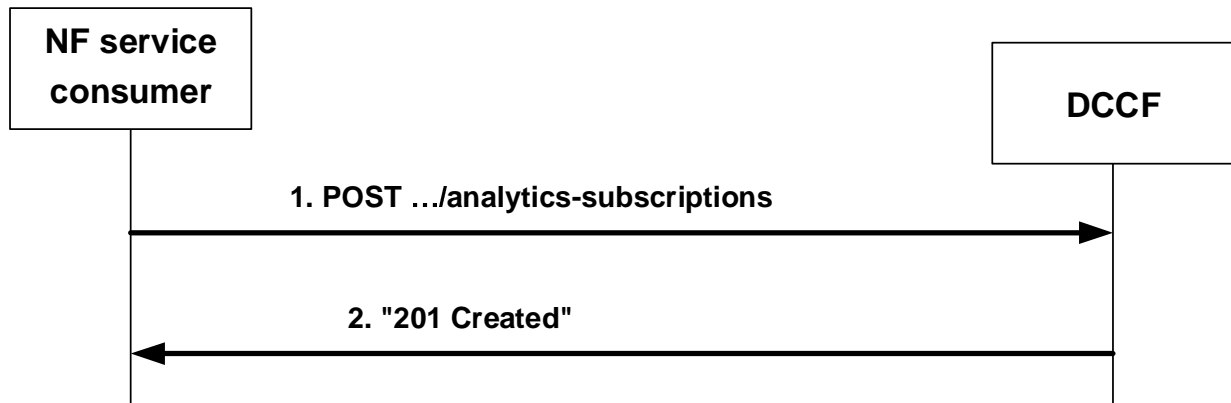 NF service
consumer
DCCF
1. POST …/analytics-subscriptions
2. "201 Created"